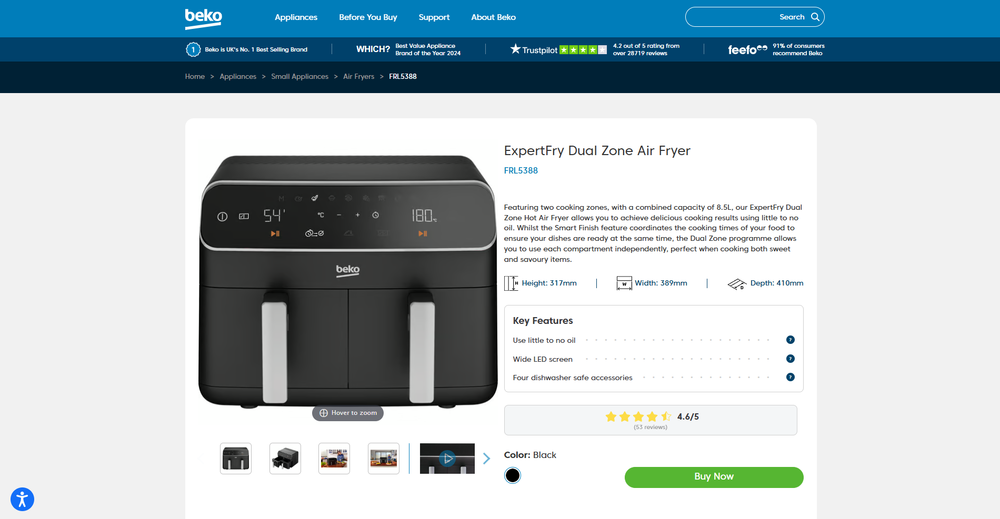 beko
Appliances
Before You Buy
Support
About Beko
Search
1
Beko is UK's No. 1 Best Selling Brand
WHICH?
Best Value Appliance
Brand of the Year 2024
Trustpilot
4.2 out of 5 rating from
over 28719 reviews
feefo
91% of consumers
recommend Beko
Home > Appliances > Small Appliances > Air Fryers > FRL5388
ExpertFry Dual Zone Air Fryer
FRL5388
M
54'
°C
-
+
180°C
beko
Featuring two cooking zones, with a combined capacity of 8.5L, our ExpertFry Dual
Zone Hot Air Fryer allows you to achieve delicious cooking results using little to no
oil. Whilst the Smart Finish feature coordinates the cooking times of your food to
ensure your dishes are ready at the same time, the Dual Zone programme allows
you to use each compartment independently, perfect when cooking both sweet
and savoury items.
H
Height: 317mm
W
Width: 389mm
D
Depth: 410mm
Key Features
Use little to no oil
?
Wide LED screen
?
Four dishwasher safe accessories
?
Hover to zoom
4.6/5
(53 reviews)
Color: Black
Buy Now